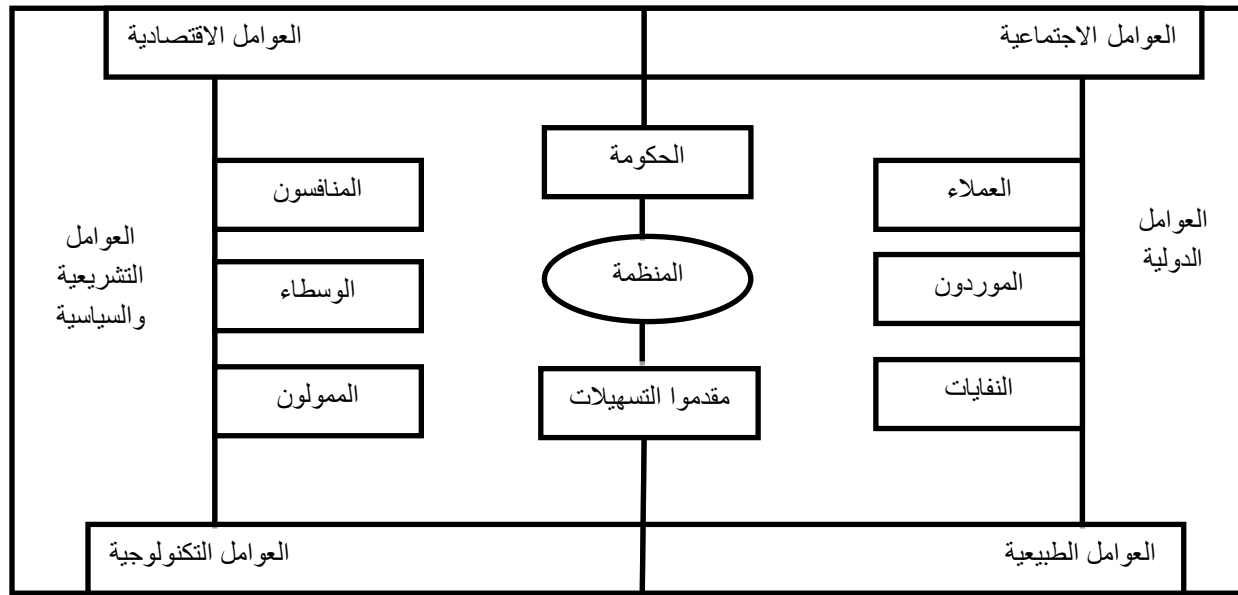 العوامل الاجتماعية
العوامل الاقتصادية
الحكومة
العملاء
المنافسون
العوامل
الدولية
الموردون
المنظمة
الوسطاء
العوامل
التشريعية
والسياسية
النفايات
مقدموا التسهيلات
الممولون
العوامل الطبيعية
العوامل التكنولوجية